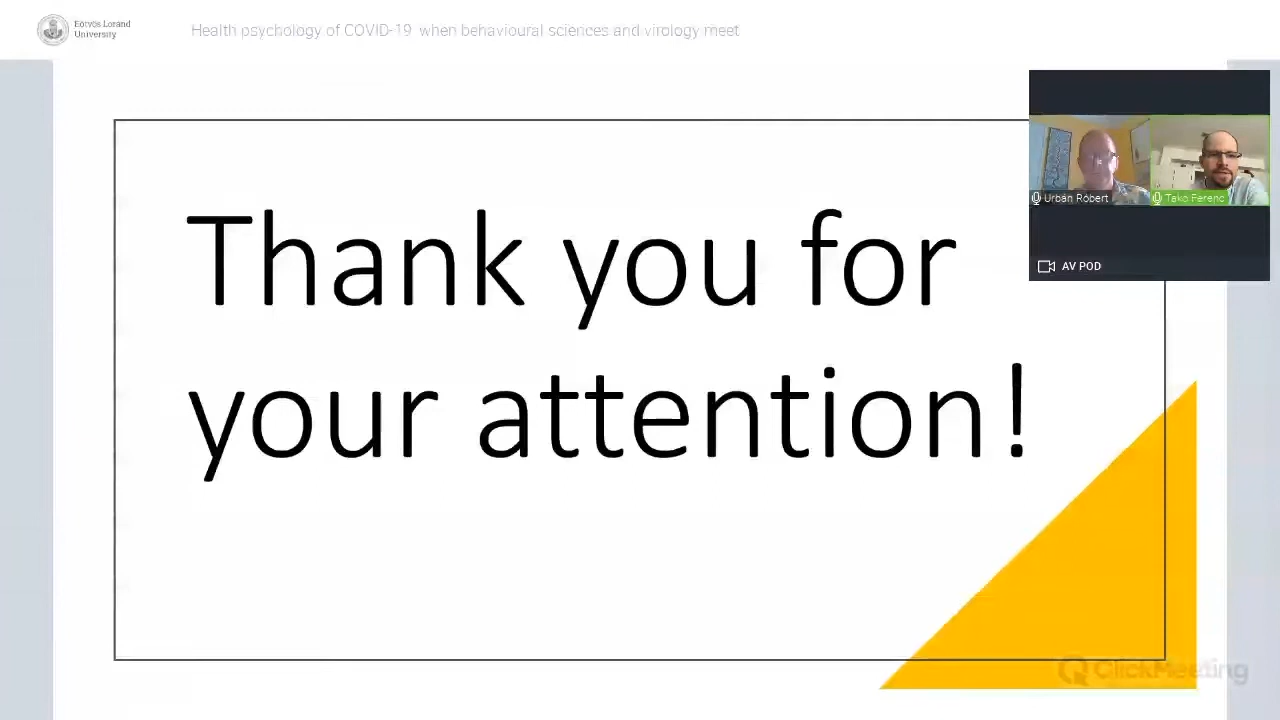 Eötvös Loránd
University
Health psychology of COVID-19 when behavioural sciences and virology meet
Thank you for
your attention!
Urbán Róbert
Takó Ferenc
AV POD
ClickMeeting